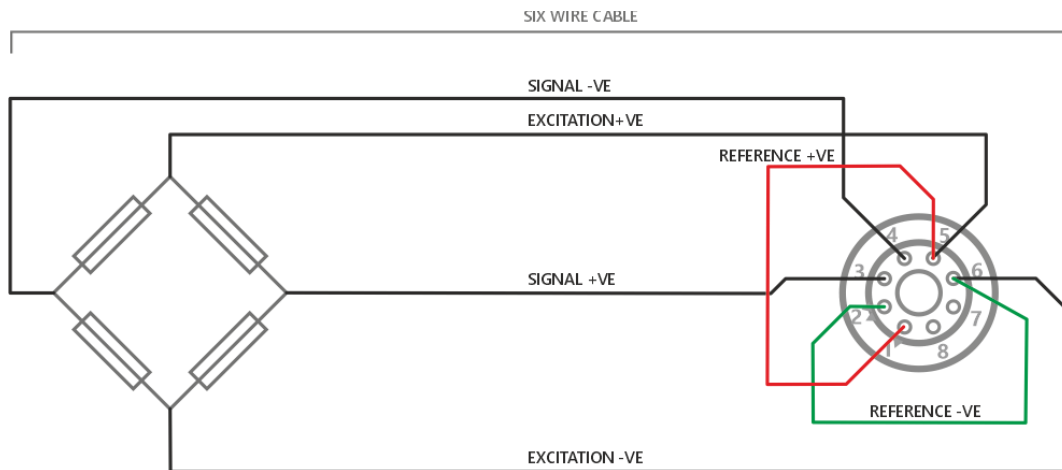 SIX WIRE CABLE
SIGNAL -VE
EXCITATION+VE
REFERENCE +VE
4 5
3 6
SIGNAL +VE
2 7
1 8
REFERENCE -VE
EXCITATION -VE